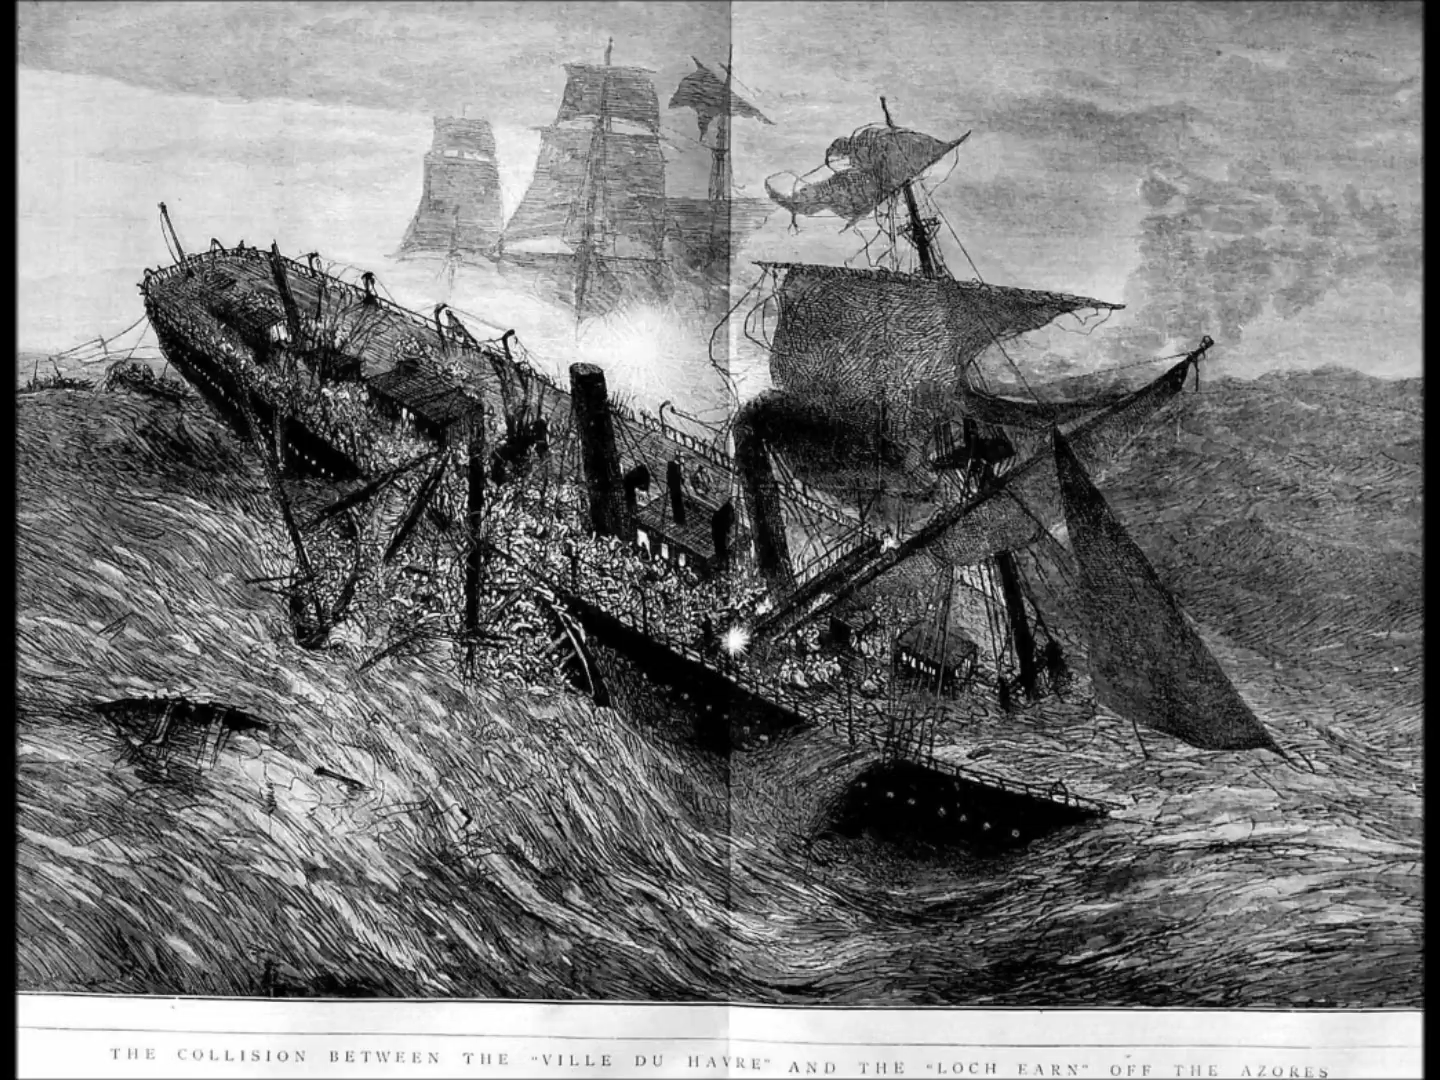 THE COLLISION BETWEEN THE "VILLE DU HAVRE" AND THE "LOCH EARN" OFF THE AZORES